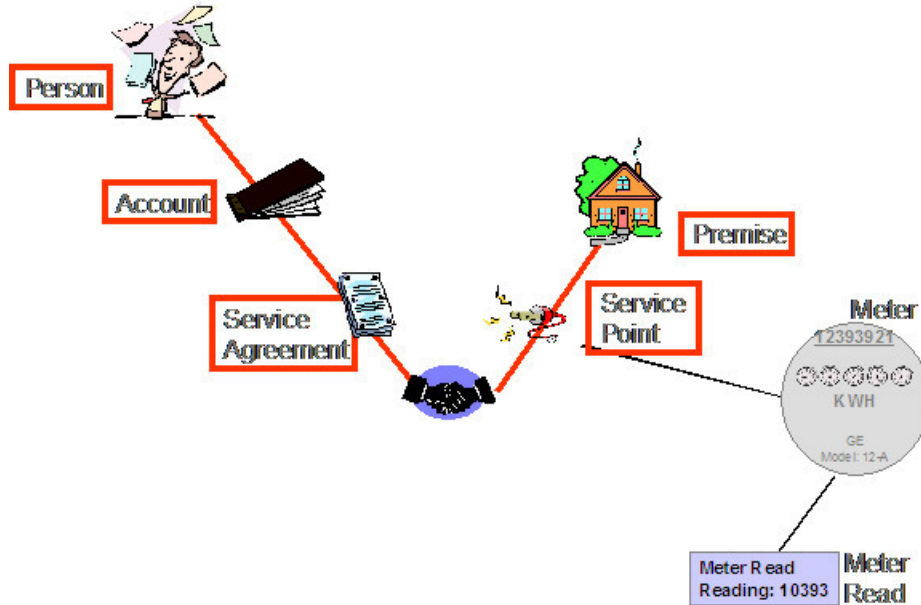 Person
Account
Service
Agreement
Premise
Service
Point
Meter
12393921
KWH
GE
Model: 12-A
Meter Read
Reading: 10393
Meter
Read